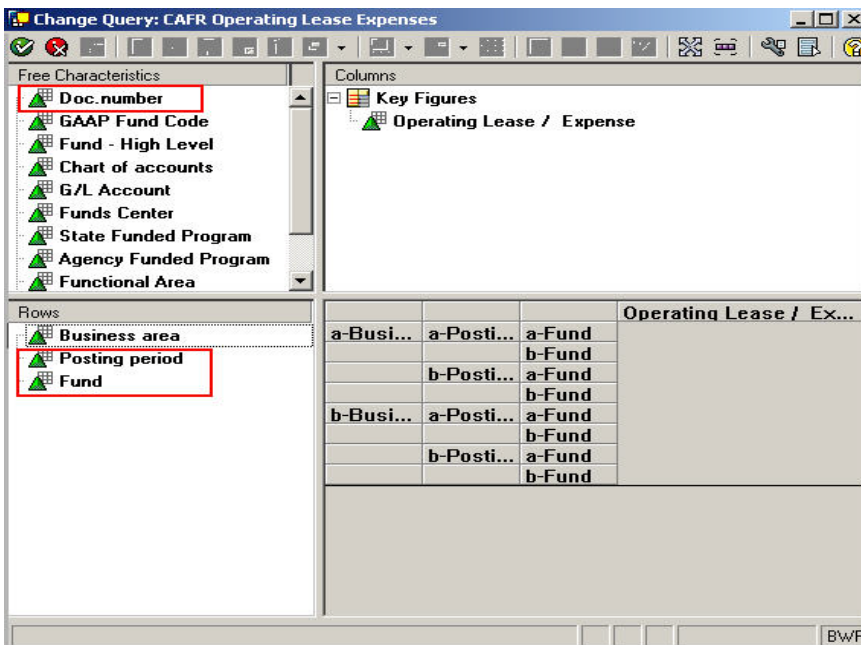 Change Query: CAFR Operating Lease Expenses
Free Characteristics
Doc.number
GAAP Fund Code
Fund - High Level
Chart of accounts
G/L Account
Funds Center
State Funded Program
Agency Funded Program
Functional Area
Columns
Key Figures
Operating Lease / Expense
Rows
Business area
Posting period
Fund
Operating Lease / Ex...
a-Busi... a-Posti... a-Fund
b-Fund
b-Posti... a-Fund
b-Fund
b-Busi... a-Posti... a-Fund
b-Fund
b-Posti... a-Fund
b-Fund